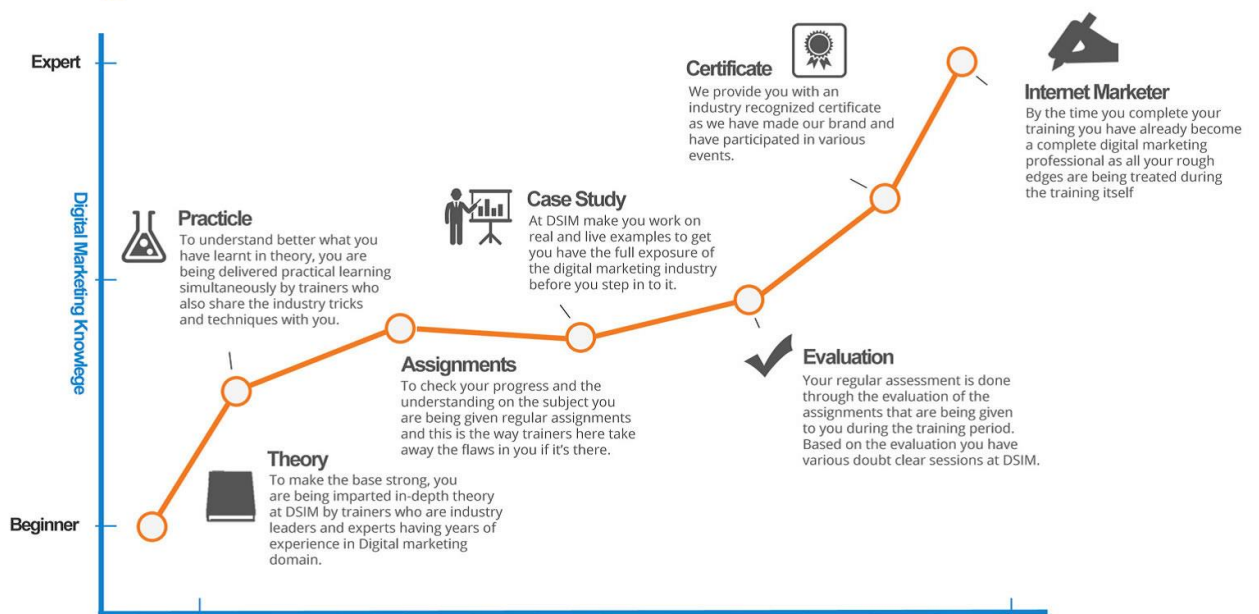 Expert
Beginner
Digital Marketing Knowlege
Theory
To make the base strong, you
are being imparted in-depth theory
at DSIM by trainers who are industry
leaders and experts having years of
experience in Digital marketing
domain.
Practicle
To understand better what you
have learnt in theory, you are
being delivered practical learning
simultaneously by trainers who
also share the industry tricks
and techniques with you.
Assignments
To check your progress and the
understanding on the subject you
are being given regular assignments
and this is the way trainers here take
away the flaws in you if it's there.
Case Study
At DSIM make you work on
real and live examples to get
you have the full exposure of
the digital marketing industry
before you step in to it.
Evaluation
Your regular assessment is done
through the evaluation of the
assignments that are being given
to you during the training period.
Based on the evaluation you have
various doubt clear sessions at DSIM.
Certificate
We provide you with an
industry recognized certificate
as we have made our brand and
have participated in various
events.
Internet Marketer
By the time you complete your
training you have already become
a complete digital marketing
professional as all your rough
edges are being treated during
the training itself